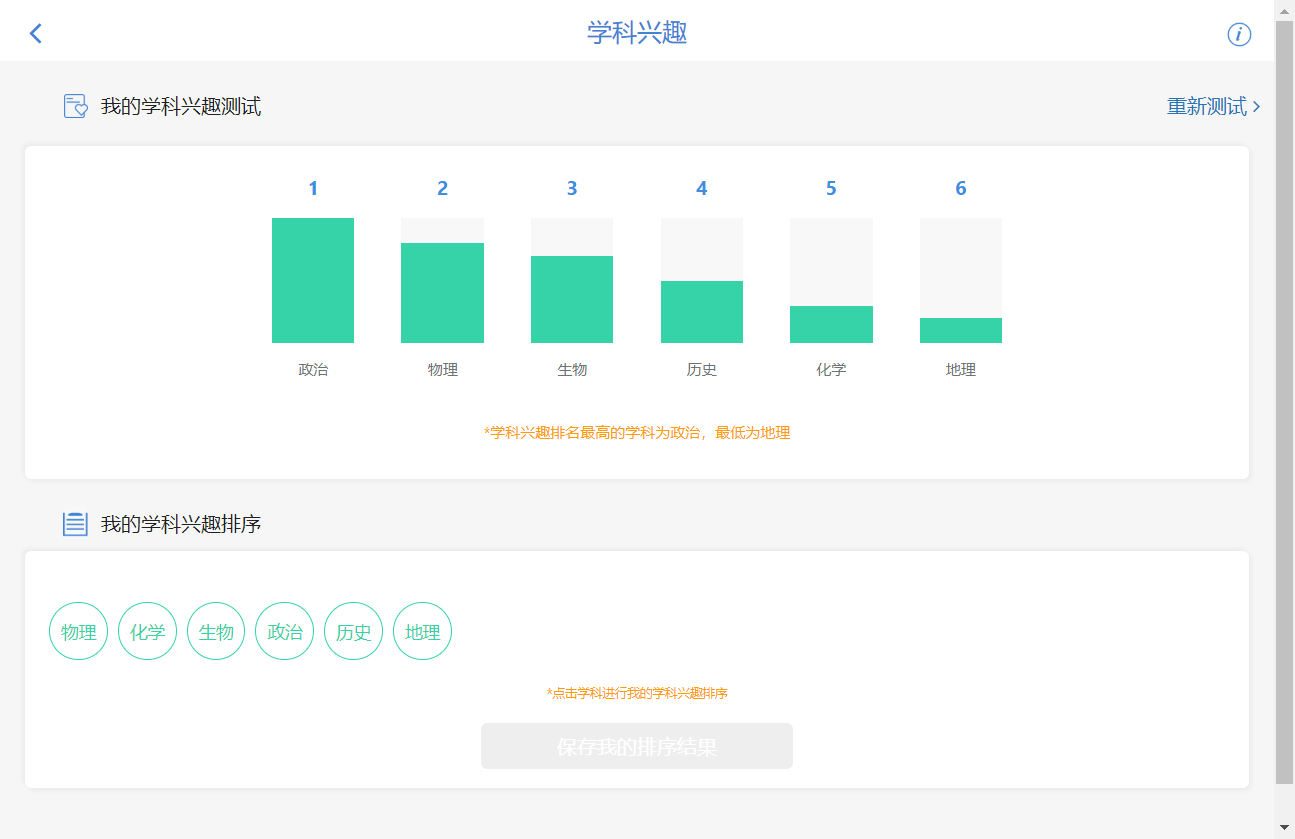 学科兴趣
我的学科兴趣测试
重新测试
1 2 3 4 5 6
政治 物理 生物 历史 化学 地理
*学科兴趣排名最高的学科为政治，最低为地理
我的学科兴趣排序
物理 化学 生物 政治 历史 地理
*点击学科进行我的学科兴趣排序
保存我的排序结果